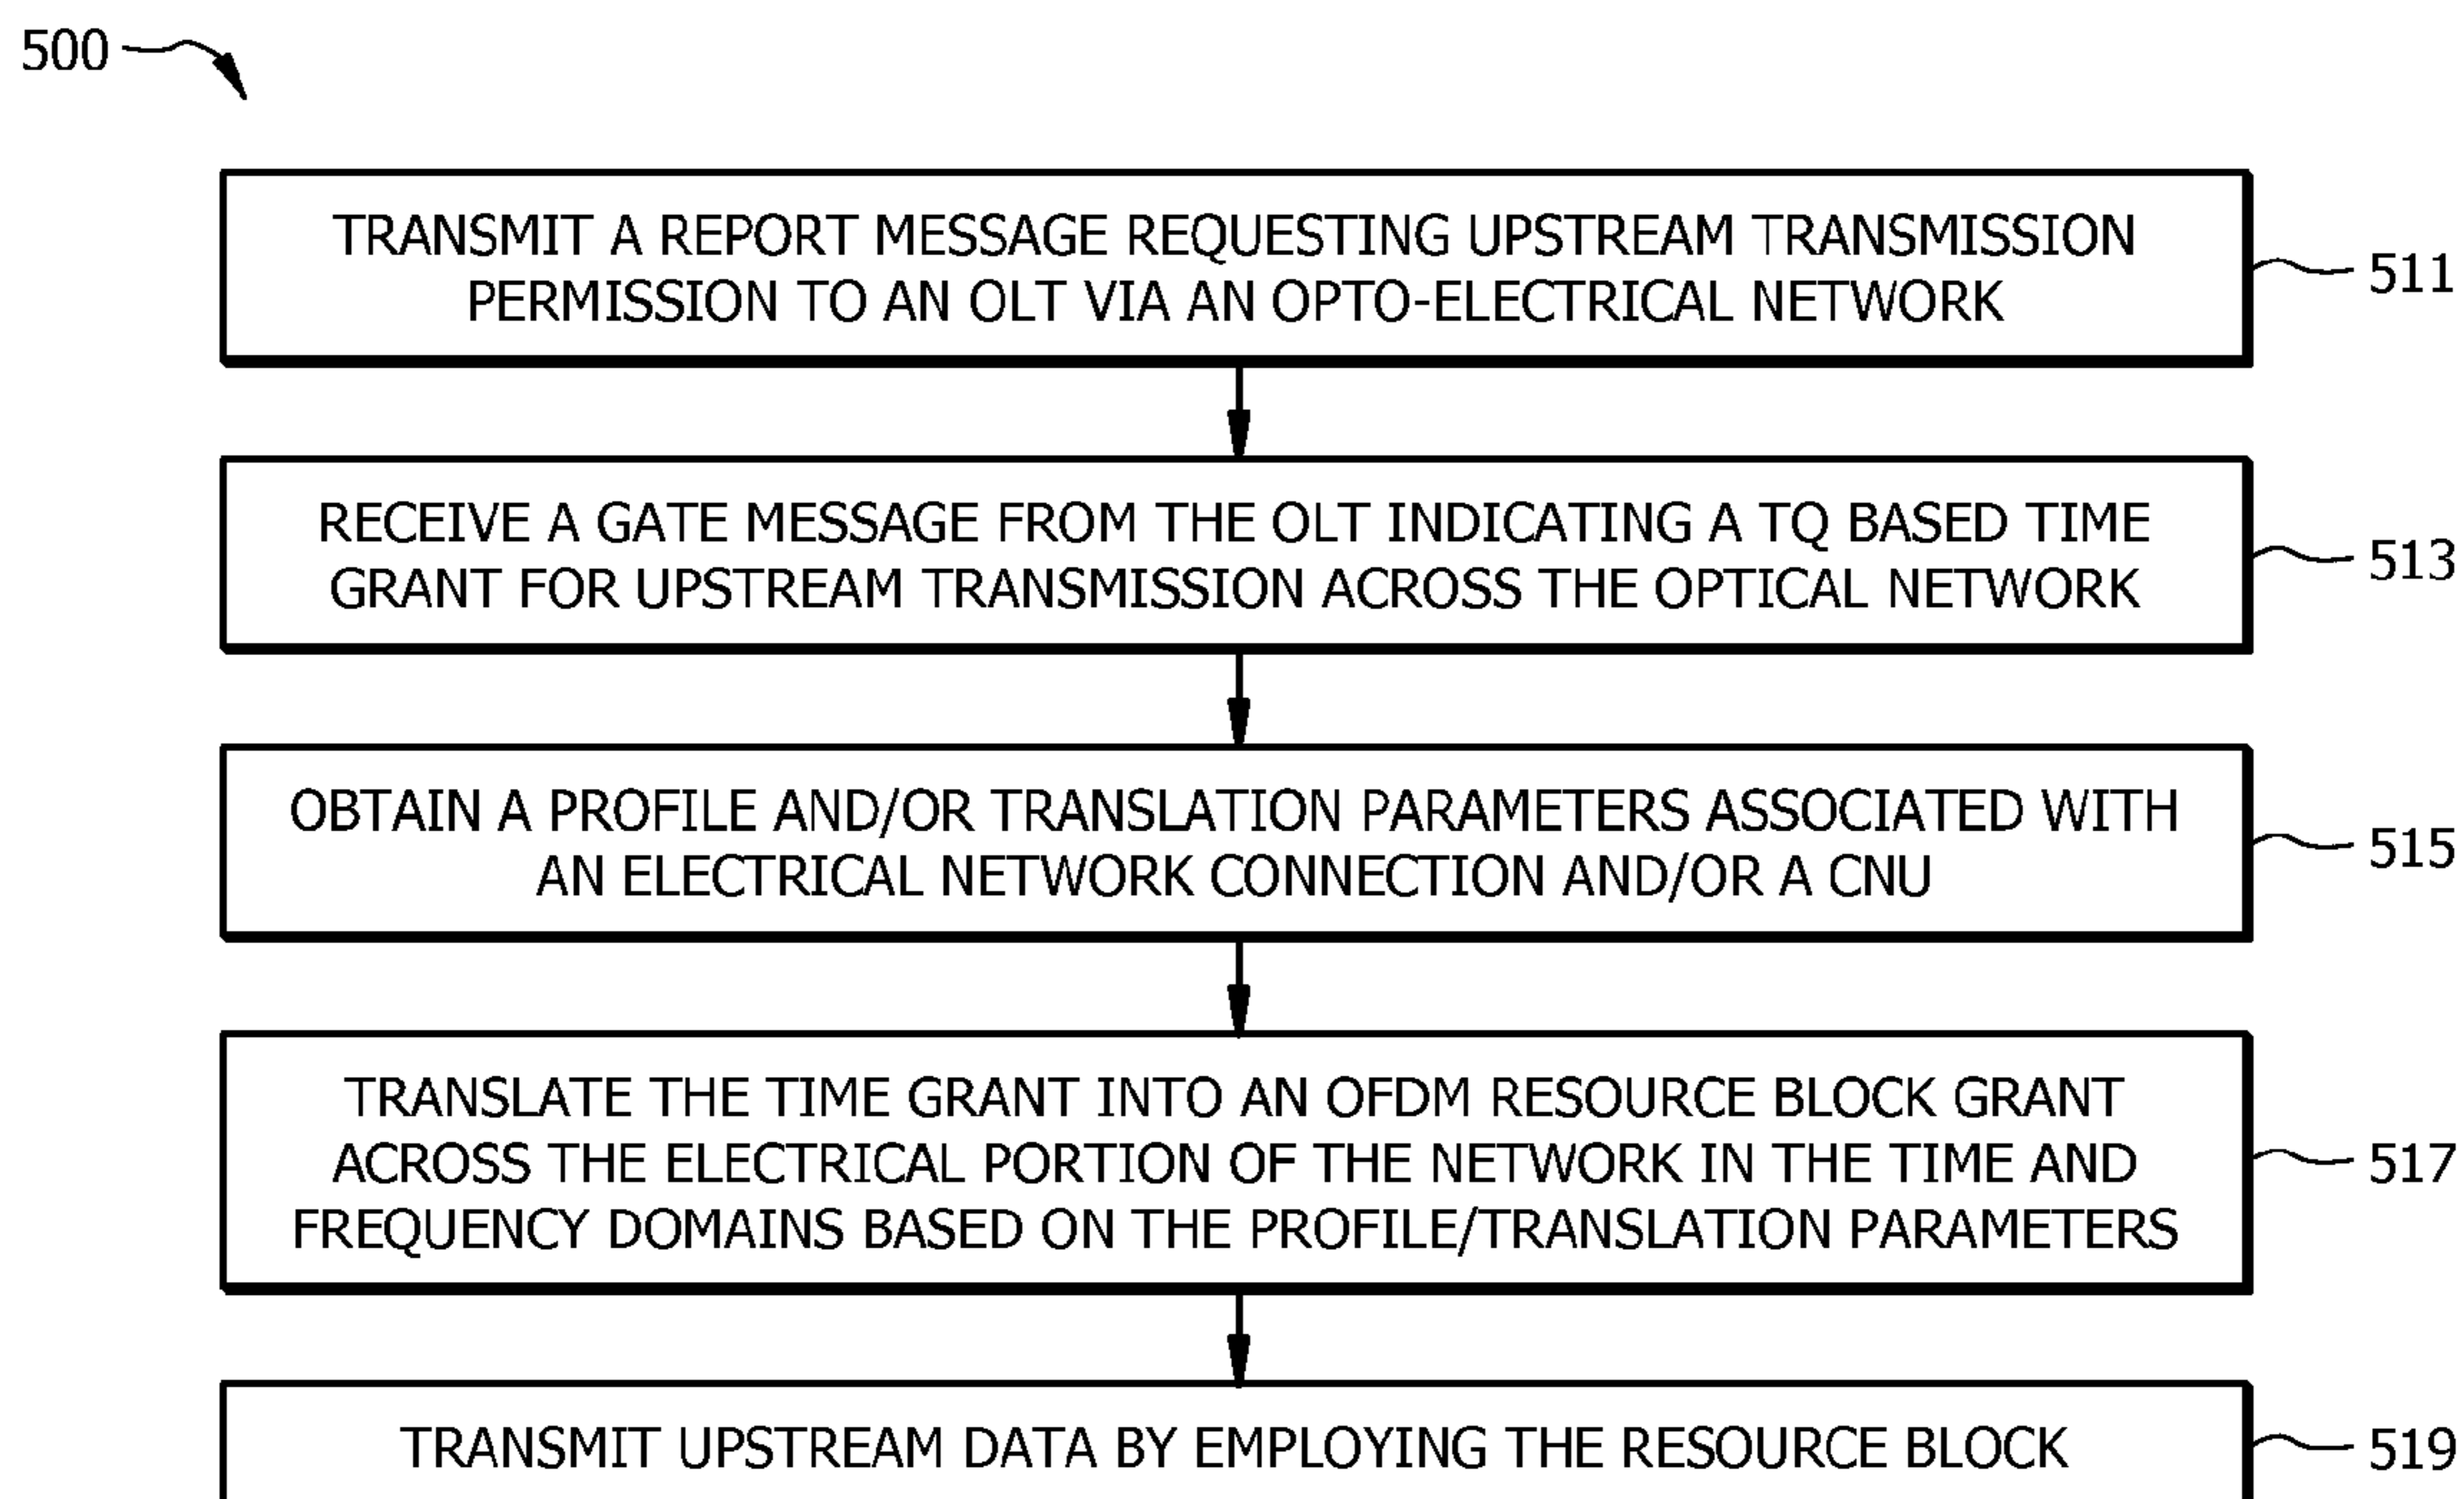 500
TRANSMIT A REPORT MESSAGE REQUESTING UPSTREAM TRANSMISSION
PERMISSION TO AN OLT VIA AN OPTO-ELECTRICAL NETWORK
511
RECEIVE A GATE MESSAGE FROM THE OLT INDICATING A TQ BASED TIME
GRANT FOR UPSTREAM TRANSMISSION ACROSS THE OPTICAL NETWORK
513
OBTAIN A PROFILE AND/OR TRANSLATION PARAMETERS ASSOCIATED WITH
AN ELECTRICAL NETWORK CONNECTION AND/OR A CNU
515
TRANSLATE THE TIME GRANT INTO AN OFDM RESOURCE BLOCK GRANT
ACROSS THE ELECTRICAL PORTION OF THE NETWORK IN THE TIME AND
FREQUENCY DOMAINS BASED ON THE PROFILE/TRANSLATION PARAMETERS
517
TRANSMIT UPSTREAM DATA BY EMPLOYING THE RESOURCE BLOCK
519